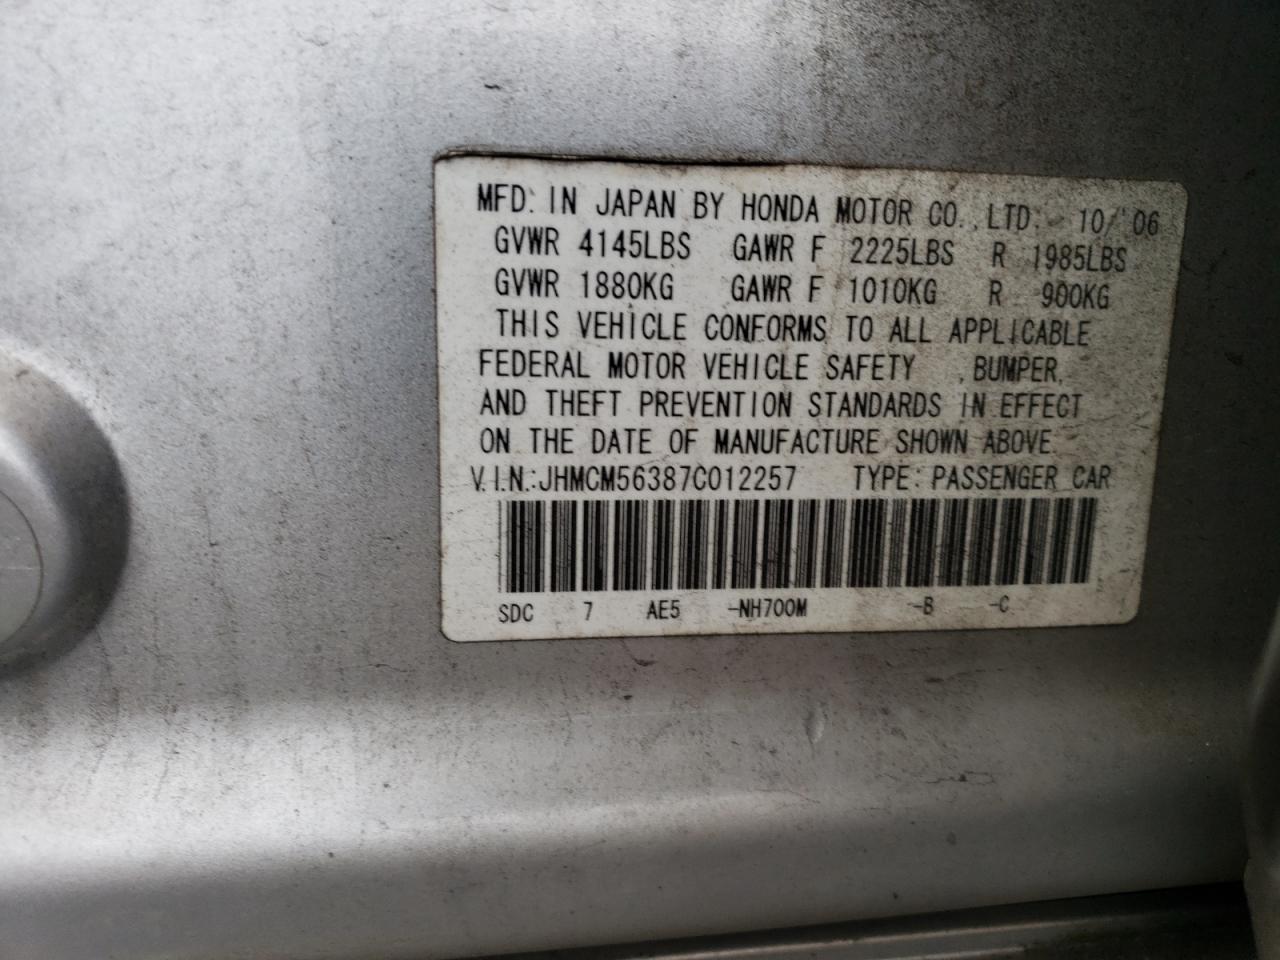 MFD. IN JAPAN BY HONDA MOTOR CO., LTD. 10/ 06
GVWR 4145LBS GAWR F 2225LBS R 1985LBS
GVWR 1880KG GAWR F 1010KG R 900KG
THIS VEHICLE CONFORMS TO ALL APPLICABLE
FEDERAL MOTOR VEHICLE SAFETY , BUMPER,
AND THEFT PREVENTION STANDARDS IN EFFECT
ON THE DATE OF MANUFACTURE SHOWN ABOVE.
V.I.N.:JHMCM56387C012257 TYPE: PASSENGER CAR
SDC 7 AE5 -NH700M -B -C